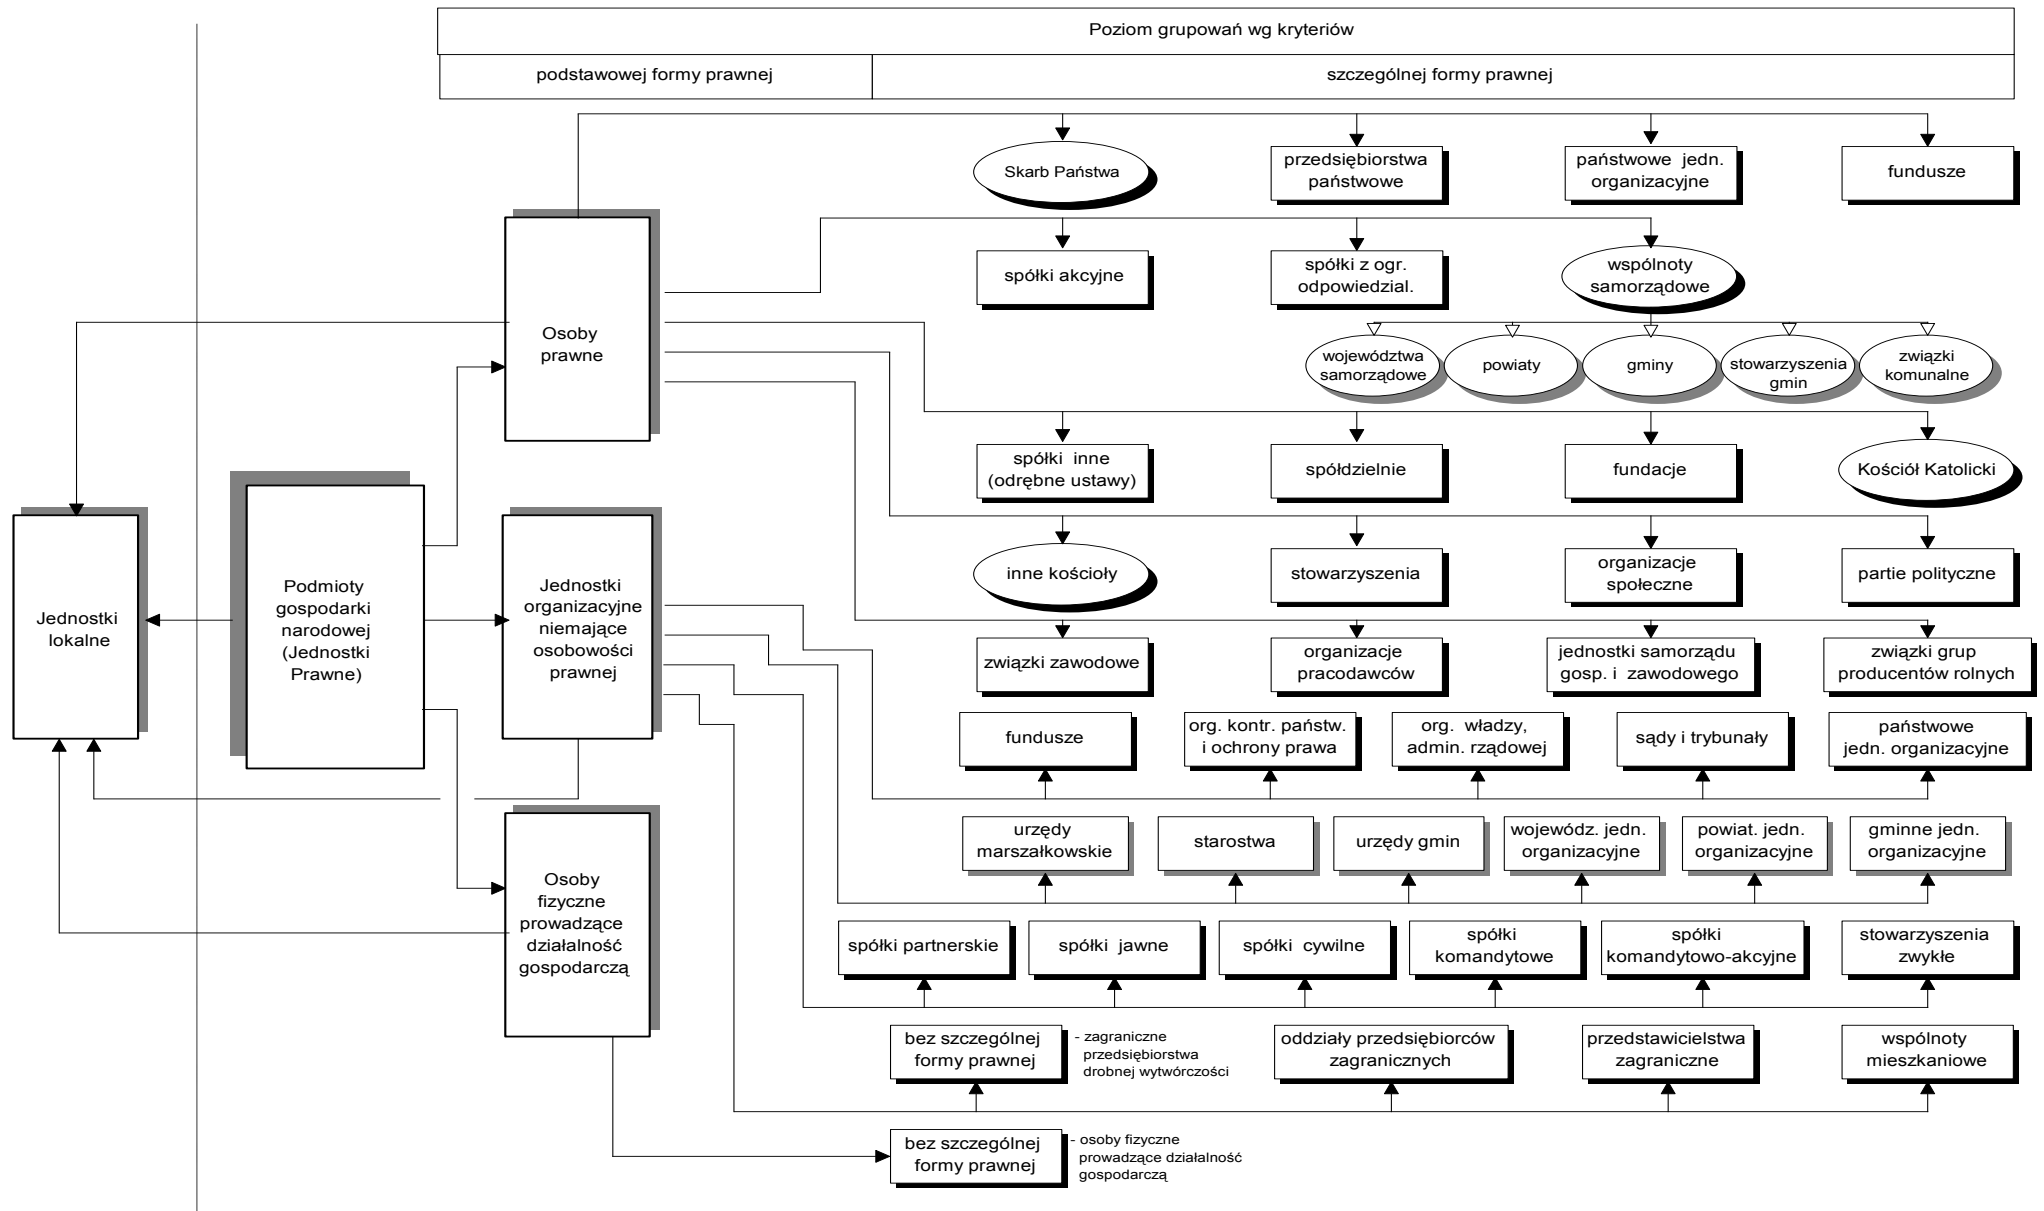 Poziom grupowań wg kryteriów
podstawowej formy prawnej
szczególnej formy prawnej
Skarb Państwa
przedsiębiorstwa
państwowe
państwowe jedn.
organizacyjne
fundusze
spółki akcyjne
spółki z ogr.
odpowiedzial.
wspólnoty
samorządowe
Osoby
prawne
województwa
samorządowe
powiaty
gminy
stowarzyszenia
gmin
związki
komunalne
spółki inne
(odrębne ustawy)
spółdzielnie
fundacje
Kościół Katolicki
inne kościoły
stowarzyszenia
organizacje
społeczne
partie polityczne
Jednostki
lokalne
Podmioty
gospodarki
narodowej
(Jednostki
Prawne)
Jednostki
organizacyjne
niemające
osobowości
prawnej
związki zawodowe
organizacje
pracodawców
jednostki samorządu
gosp. i zawodowego
związki grup
producentów rolnych
fundusze
org. kontr. państw.
i ochrony prawa
org. władzy,
admin. rządowej
sądy i trybunały
państwowe
jedn. organizacyjne
urzędy
marszałkowskie
starostwa
urzędy gmin
wojewódz. jedn.
organizacyjne
powiat. jedn.
organizacyjne
gminne jedn.
organizacyjne
Osoby
fizyczne
prowadzące
działalność
gospodarczą
spółki partnerskie
spółki jawne
spółki cywilne
spółki
komandytowe
spółki
komandytowo-akcyjne
stowarzyszenia
zwykłe
bez szczególnej
formy prawnej
- zagraniczne
przedsiębiorstwa
drobnej wytwórczości
oddziały przedsiębiorców
zagranicznych
przedstawicielstwa
zagraniczne
wspólnoty
mieszkaniowe
bez szczególnej
formy prawnej
- osoby fizyczne
prowadzące działalność
gospodarczą